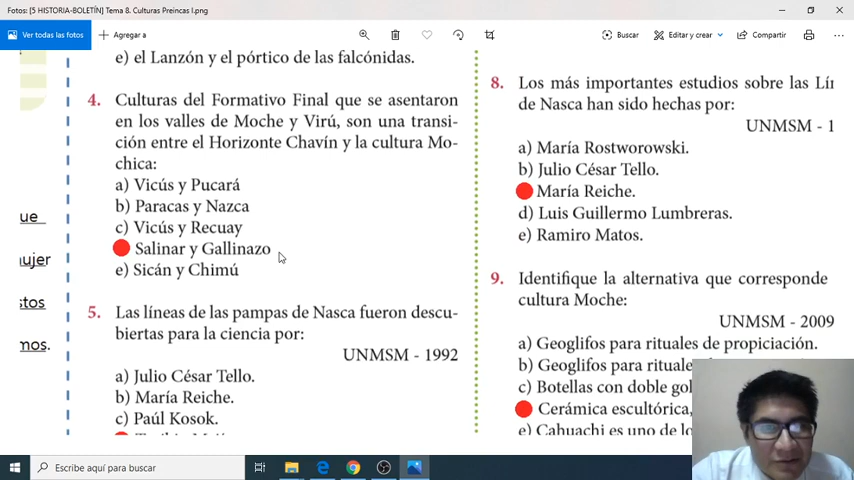 Fotos: [5 HISTORIA-BOLETÍN] Tema 8. Culturas Preincas I.png
Ver todas las fotos
Agregar a
Buscar
Editar y crear
Compartir
e) el Lanzón y el pórtico de las falcónidas.
4. Culturas del Formativo Final que se asentaron
en los valles de Moche y Virú, son una transi-
ción entre el Horizonte Chavín y la cultura Mo-
chica:
a) Vicús y Pucará
b) Paracas y Nazca
c) Vicús y Recuay
Salinar y Gallinazo
e) Sicán y Chimú
5. Las líneas de las pampas de Nasca fueron descu-
biertas para la ciencia por:
UNMSM - 1992
a) Julio César Tello.
b) María Reiche.
c) Paúl Kosok.
ue
ujer
stos
mos.
8. Los más importantes estudios sobre las Lír
de Nasca han sido hechas por:
UNMSM - 1
a) María Rostworowski.
b) Julio César Tello.
María Reiche.
d) Luis Guillermo Lumbreras.
e) Ramiro Matos.
9. Identifique la alternativa que corresponde
cultura Moche:
UNMSM - 2009
a) Geoglifos para rituales de propiciación.
b) Geoglifos para rituale
c) Botellas con doble gol
Cerámica escultórica,
e) Cahuachi es uno de lo
Escribe aquí para buscar